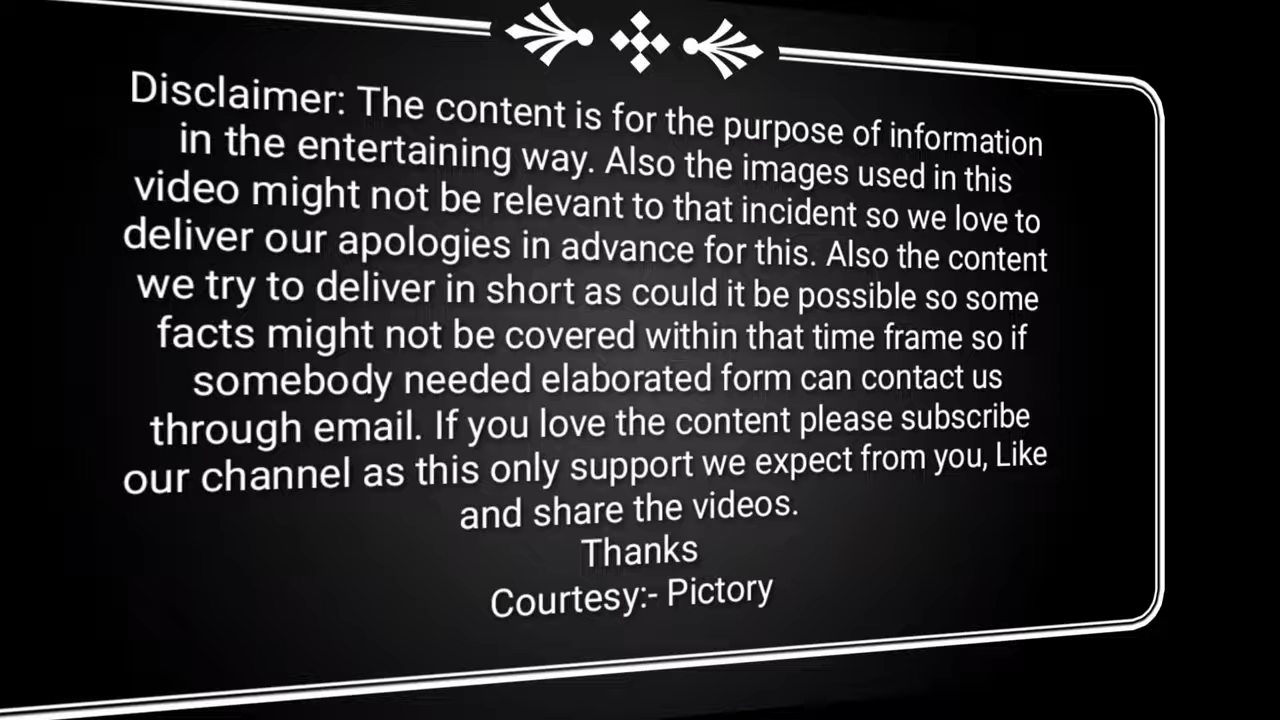 Disclaimer: The content is for the purpose of information
in the entertaining way. Also the images used in this
video might not be relevant to that incident so we love to
deliver our apologies in advance for this. Also the content
we try to deliver in short as could it be possible so some
facts might not be covered within that time frame so if
somebody needed elaborated form can contact us
through email. If you love the content please subscribe
our channel as this only support we expect from you, Like
and share the videos.
Thanks
Courtesy:- Pictory